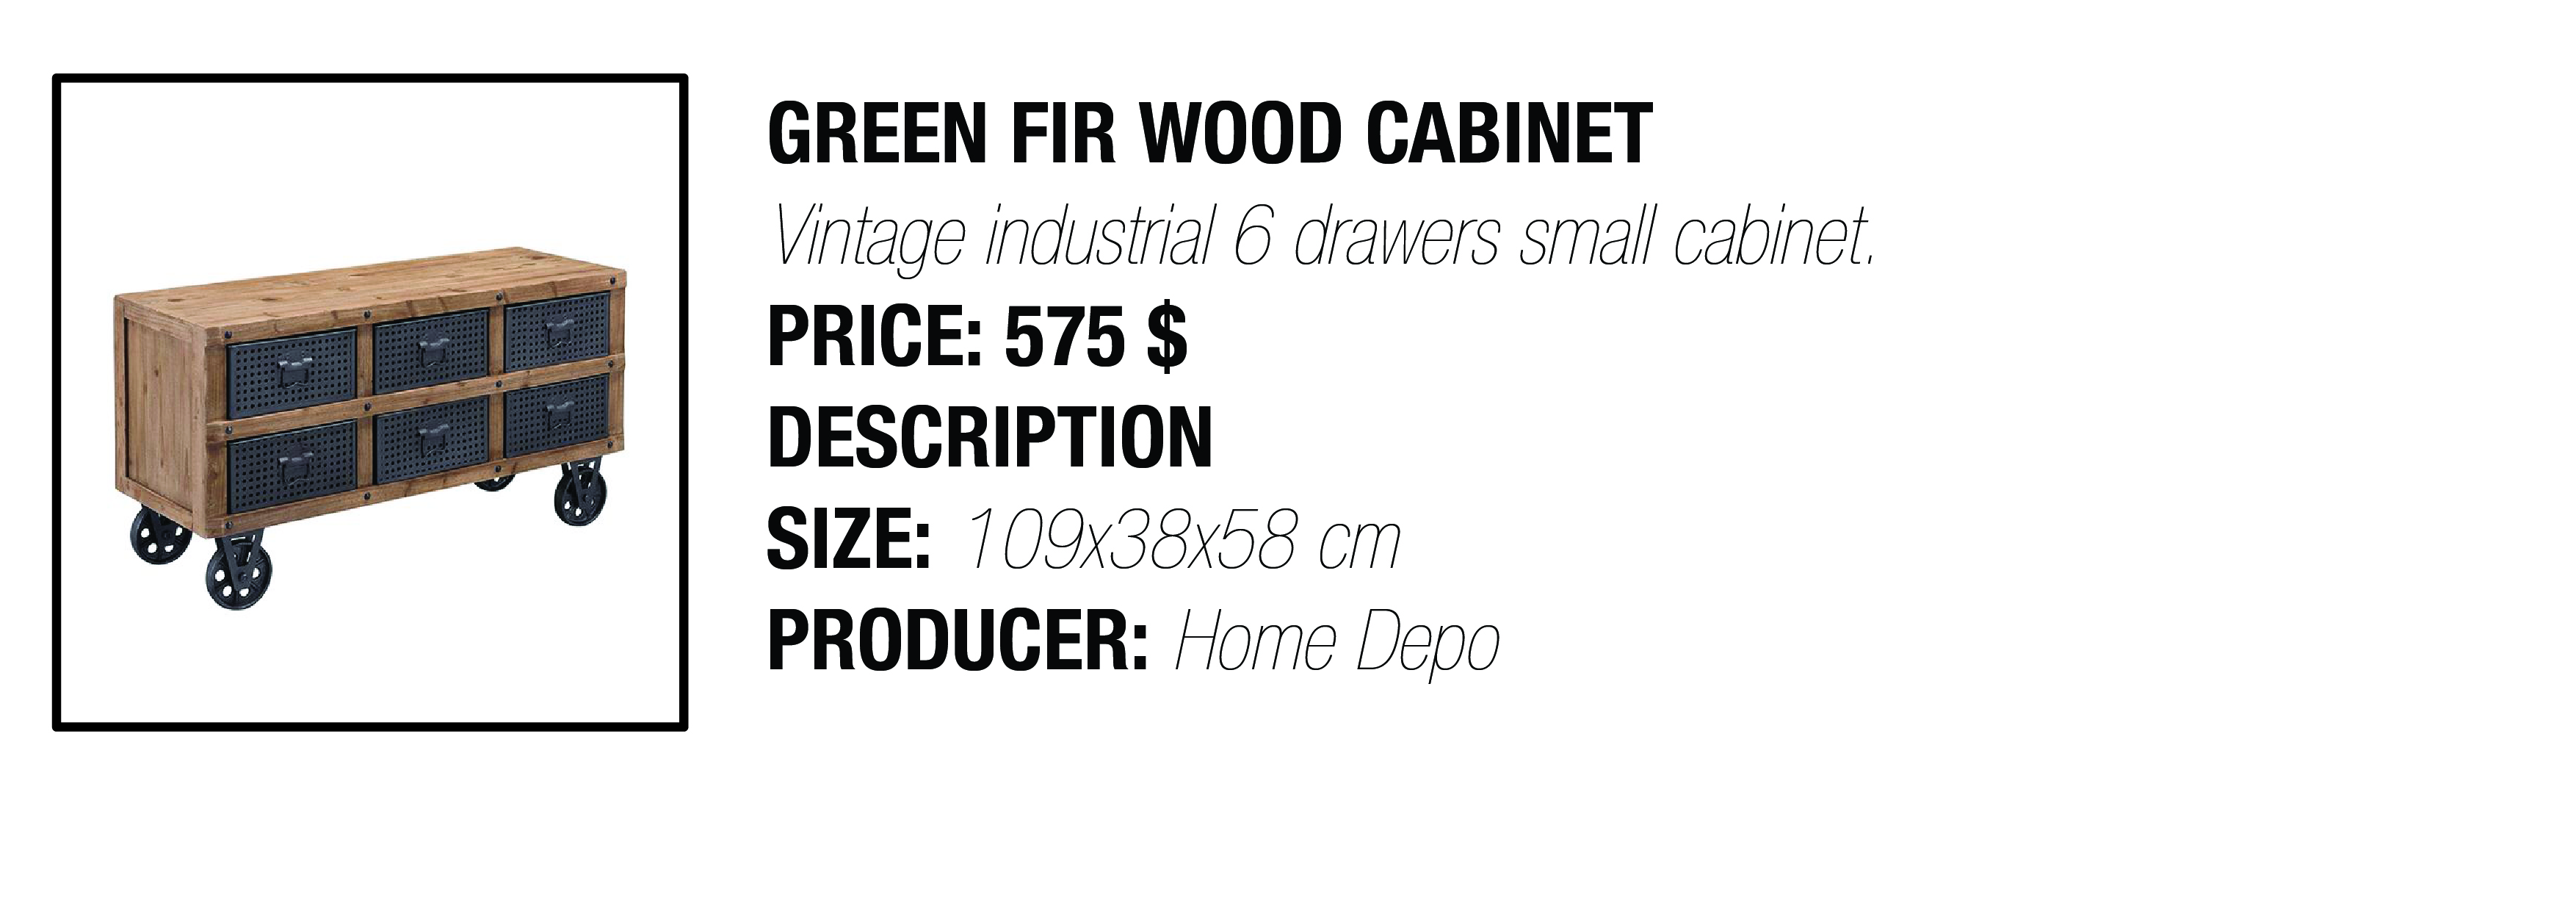 GREEN FIR WOOD CABINET
Vintage industrial 6 drawers small cabinet.
PRICE: 575 $
DESCRIPTION
SIZE: 109x38x58 cm
PRODUCER: Home Depo